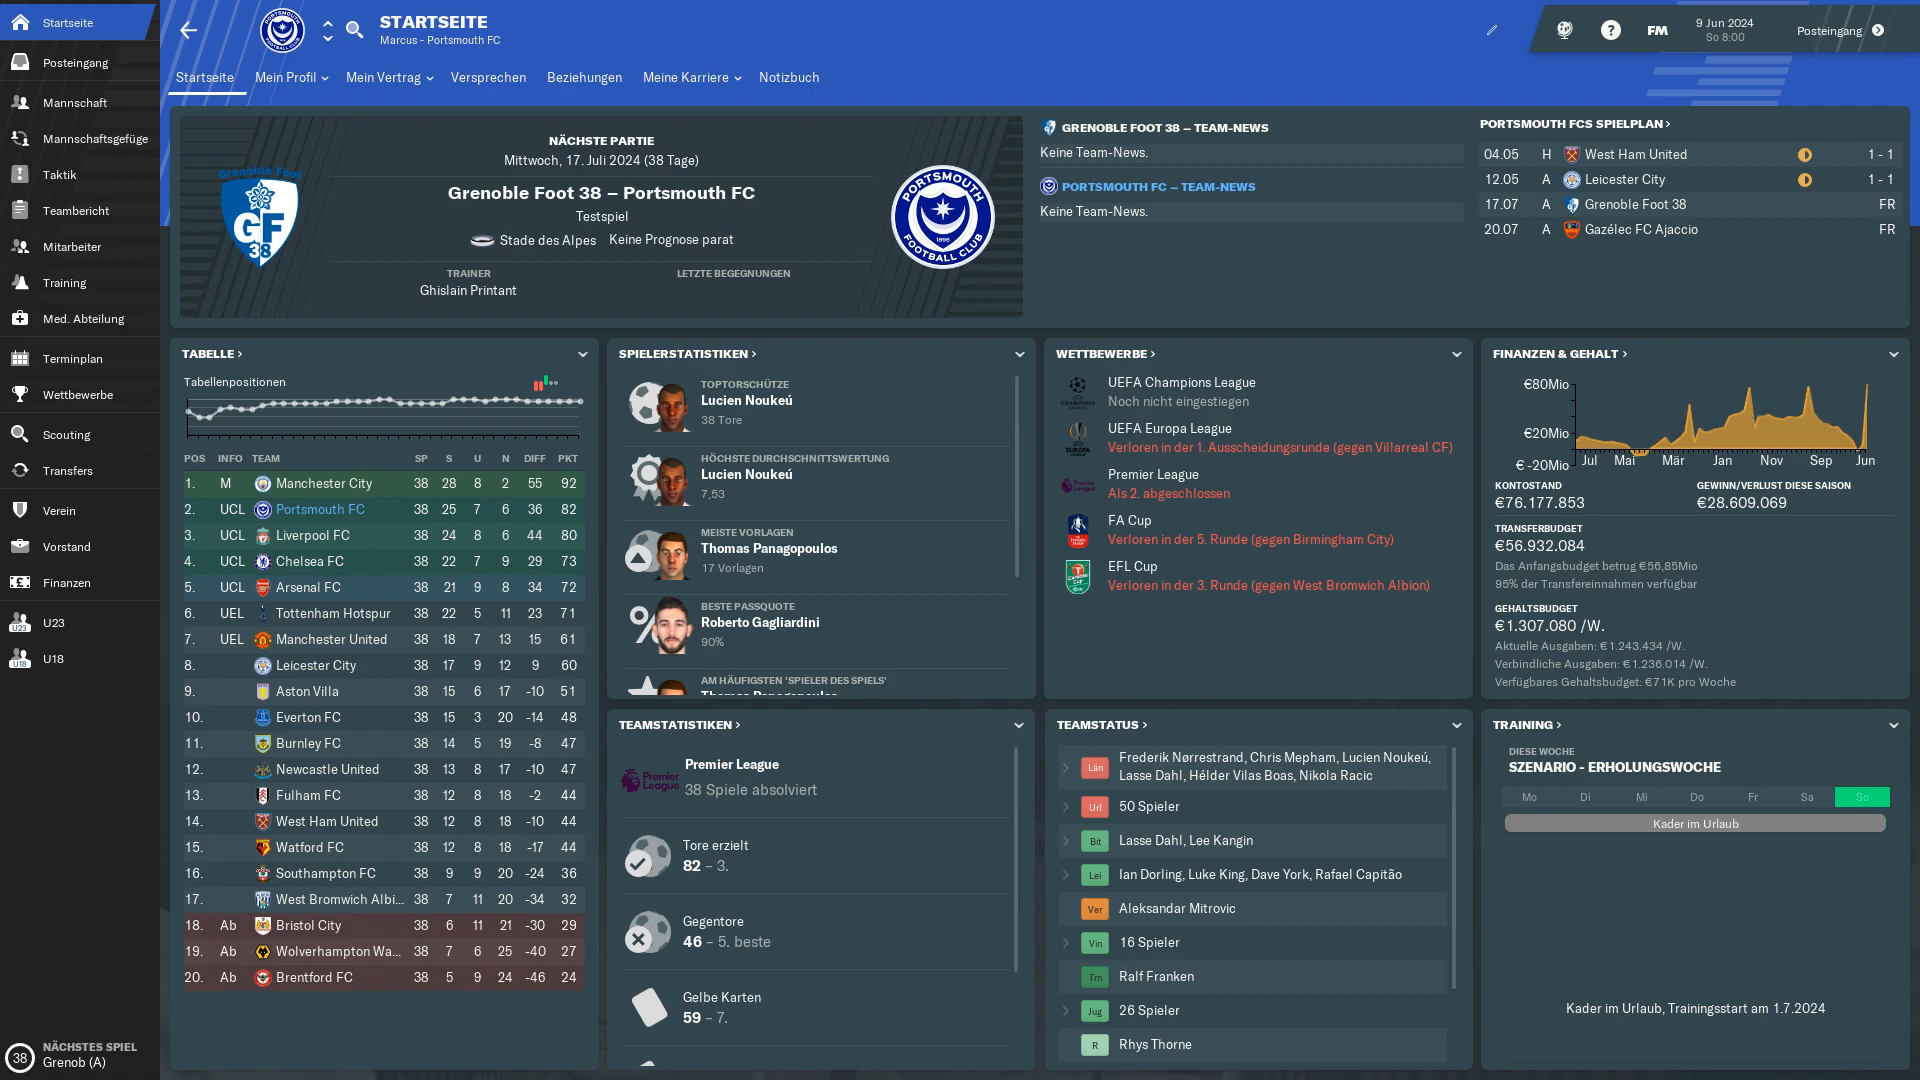 Startseite
Posteingang
Mannschaft
Mannschaftsgefüge
Taktik
Teambericht
Mitarbeiter
Training
Med. Abteilung
Terminplan
Wettbewerbe
Scouting
Transfers
Verein
Vorstand
Finanzen
U23
U18
38
NÄCHSTES SPIEL
Grenob (A)
STARTSEITE
Marcus - Portsmouth FC
FM
9 Jun 2024
So 8:00
Posteingang
Startseite Mein Profil Mein Vertrag Versprechen Beziehungen Meine Karriere Notizbuch
NÄCHSTE PARTIE
Mittwoch, 17. Juli 2024 (38 Tage)
Grenoble Foot 38 – Portsmouth FC
Testspiel
Stade des Alpes Keine Prognose parat
TRAINER
Ghislain Printant
LETZTE BEGEGNUNGEN
Grenoble Foot
GF
38
PORTSMOUTH
1898
FOOTBALL CLUB
GRENOBLE FOOT 38 – TEAM-NEWS
Keine Team-News.
PORTSMOUTH FC – TEAM-NEWS
Keine Team-News.
PORTSMOUTH FCS SPIELPLAN >
04.05 H West Ham United 1 - 1
12.05 A Leicester City 1 - 1
17.07 A Grenoble Foot 38 FR
20.07 A Gazélec FC Ajaccio FR
TABELLE >
Tabellenpositionen
POS INFO TEAM SP S U N DIFF PKT
1. M Manchester City 38 28 8 2 55 92
2. UCL Portsmouth FC 38 25 7 6 36 82
3. UCL Liverpool FC 38 24 8 6 44 80
4. UCL Chelsea FC 38 22 7 9 29 73
5. UCL Arsenal FC 38 21 9 8 34 72
6. UEL Tottenham Hotspur 38 22 5 11 23 71
7. UEL Manchester United 38 18 7 13 15 61
8. Leicester City 38 17 9 12 9 60
9. Aston Villa 38 15 6 17 -10 51
10. Everton FC 38 15 3 20 -14 48
11. Burnley FC 38 14 5 19 -8 47
12. Newcastle United 38 13 8 17 -10 47
13. Fulham FC 38 12 8 18 -2 44
14. West Ham United 38 12 8 18 -10 44
15. Watford FC 38 12 8 18 -17 44
16. Southampton FC 38 9 9 20 -24 36
17. West Bromwich Albi... 38 7 11 20 -34 32
18. Ab Bristol City 38 6 11 21 -30 29
19. Ab Wolverhampton Wa... 38 7 6 25 -40 27
20. Ab Brentford FC 38 5 9 24 -46 24
SPIELERSTATISTIKEN >
TOPTORSCHÜTZE
Lucien Noukeú
38 Tore
HÖCHSTE DURCHSCHNITTSWERTUNG
Lucien Noukeú
7,53
MEISTE VORLAGEN
Thomas Panagopoulos
17 Vorlagen
BESTE PASSQUOTE
Roberto Gagliardini
90%
AM HÄUFIGSTEN 'SPIELER DES SPIELS'
Thomas Panagopoulos
WETTBEWERBE >
UEFA Champions League
Noch nicht eingestiegen
UEFA Europa League
Verloren in der 1. Ausscheidungsrunde (gegen Villarreal CF)
Premier League
Als 2. abgeschlossen
FA Cup
Verloren in der 5. Runde (gegen Birmingham City)
EFL Cup
Verloren in der 3. Runde (gegen West Bromwich Albion)
FINANZEN & GEHALT >
€80Mio
€20Mio
€ -20Mio
Jul Mai Mär Jan Nov Sep Jun
KONTOSTAND
€76.177.853
GEWINN/VERLUST DIESE SAISON
€28.609.069
TRANSFERBUDGET
€56.932.084
Das Anfangsbudget betrug €56,85Mio
95% der Transfereinnahmen verfügbar
GEHALTSBUDGET
€1.307.080 /W.
Aktuelle Ausgaben: €1.243.434 /W.
Verbindliche Ausgaben: €1.236.014 /W.
Verfügbares Gehaltsbudget: €71K pro Woche
TEAMSTATISTIKEN >
Premier League
38 Spiele absolviert
Tore erzielt
82 – 3.
Gegentore
46 – 5. beste
Gelbe Karten
59 – 7.
TEAMSTATUS >
Län Frederik Nørrestrand, Chris Mepham, Lucien Noukeú,
Lasse Dahl, Hélder Vilas Boas, Nikola Racic
Url 50 Spieler
Bit Lasse Dahl, Lee Kangin
Lei Ian Dorling, Luke King, Dave York, Rafael Capitão
Ver Aleksandar Mitrovic
Vin 16 Spieler
Trn Ralf Franken
Jug 26 Spieler
R Rhys Thorne
TRAINING >
DIESE WOCHE
SZENARIO - ERHOLUNGSWOCHE
Mo Di Mi Do Fr Sa So
Kader im Urlaub
Kader im Urlaub, Trainingsstart am 1.7.2024